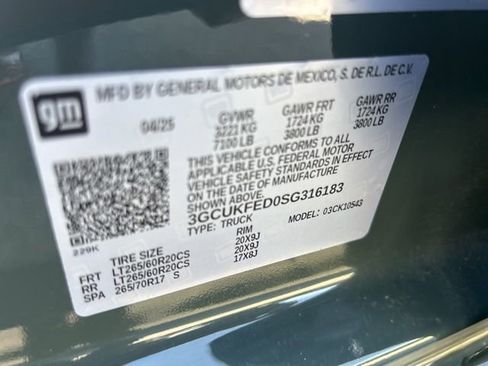 gm
MFD BY GENERAL MOTORS DE MEXICO, S. DE R.L. DE C.V.
04/25 GVWR GAWR FRT GAWR RR
3221 KG 1724 KG 1724 KG
7100 LB 3800 LB 3800 LB
THIS VEHICLE CONFORMS TO ALL
APPLICABLE U.S. FEDERAL MOTOR
VEHICLE SAFETY STANDARDS IN EFFECT
ON THE DATE OF MANUFACTURE
3GCUKFED0SG316183
TYPE: TRUCK MODEL: 03CK10543
229K
TIRE SIZE RIM
FRT LT265/60R20CS 20X9J
RR LT265/60R20CS 20X9J
SPA 265/70R17 S 17X8J